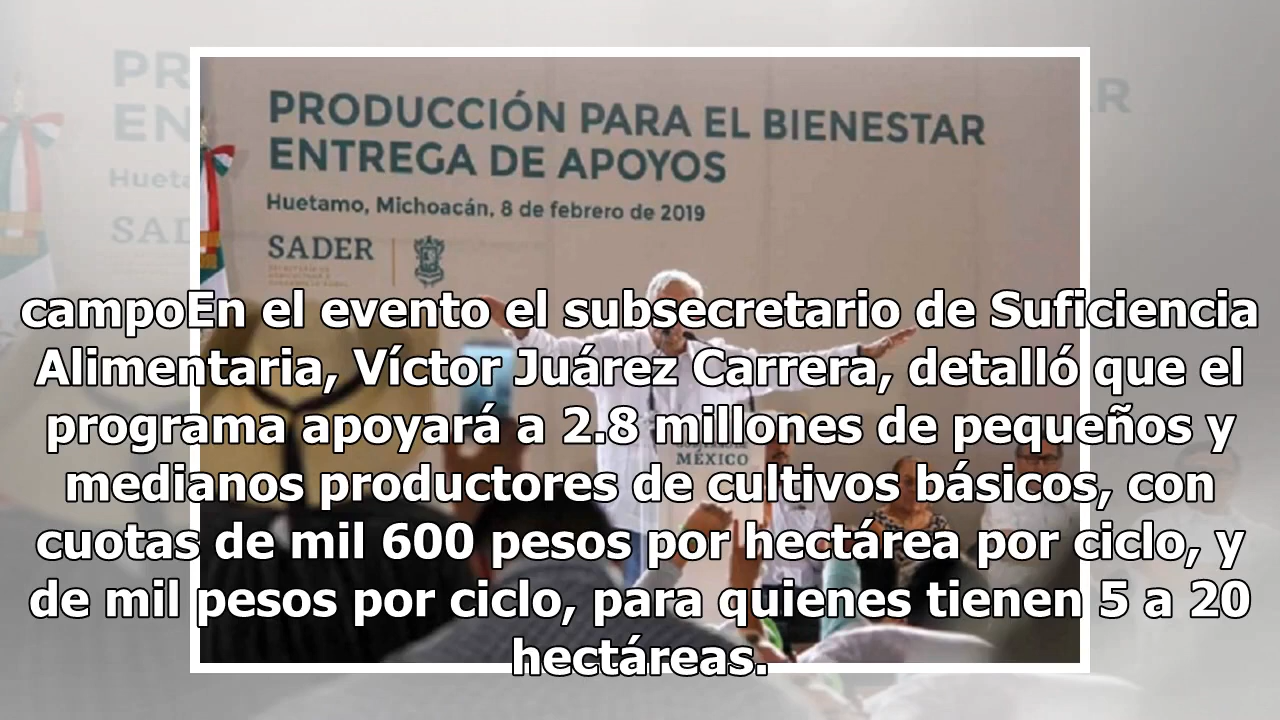 PRODUCCIÓN PARA EL BIENESTAR
ENTREGA DE APOYOS
Huetamo, Michoacán, 8 de febrero de 2019
SADER
campoEn el evento el subsecretario de Suficiencia
Alimentaria, Víctor Juárez Carrera, detalló que el
programa apoyará a 2.8 millones de pequeños y
medianos productores de cultivos básicos, con
cuotas de mil 600 pesos por hectárea por ciclo, y
de mil pesos por ciclo, para quienes tienen 5 a 20
hectáreas.
MÉXICO